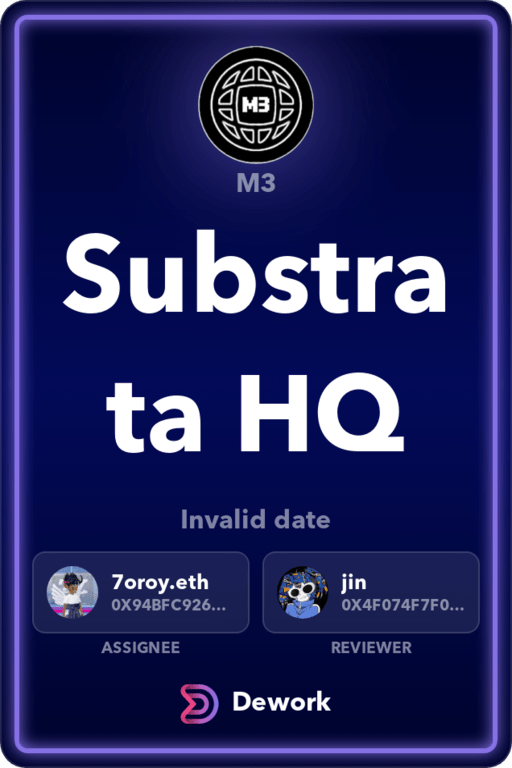 M3
M3
Substra
ta HQ
Invalid date
7oroy.eth
0X94BFC926...
jin
0X4F074F7F0...
ASSIGNEE
REVIEWER
Dework